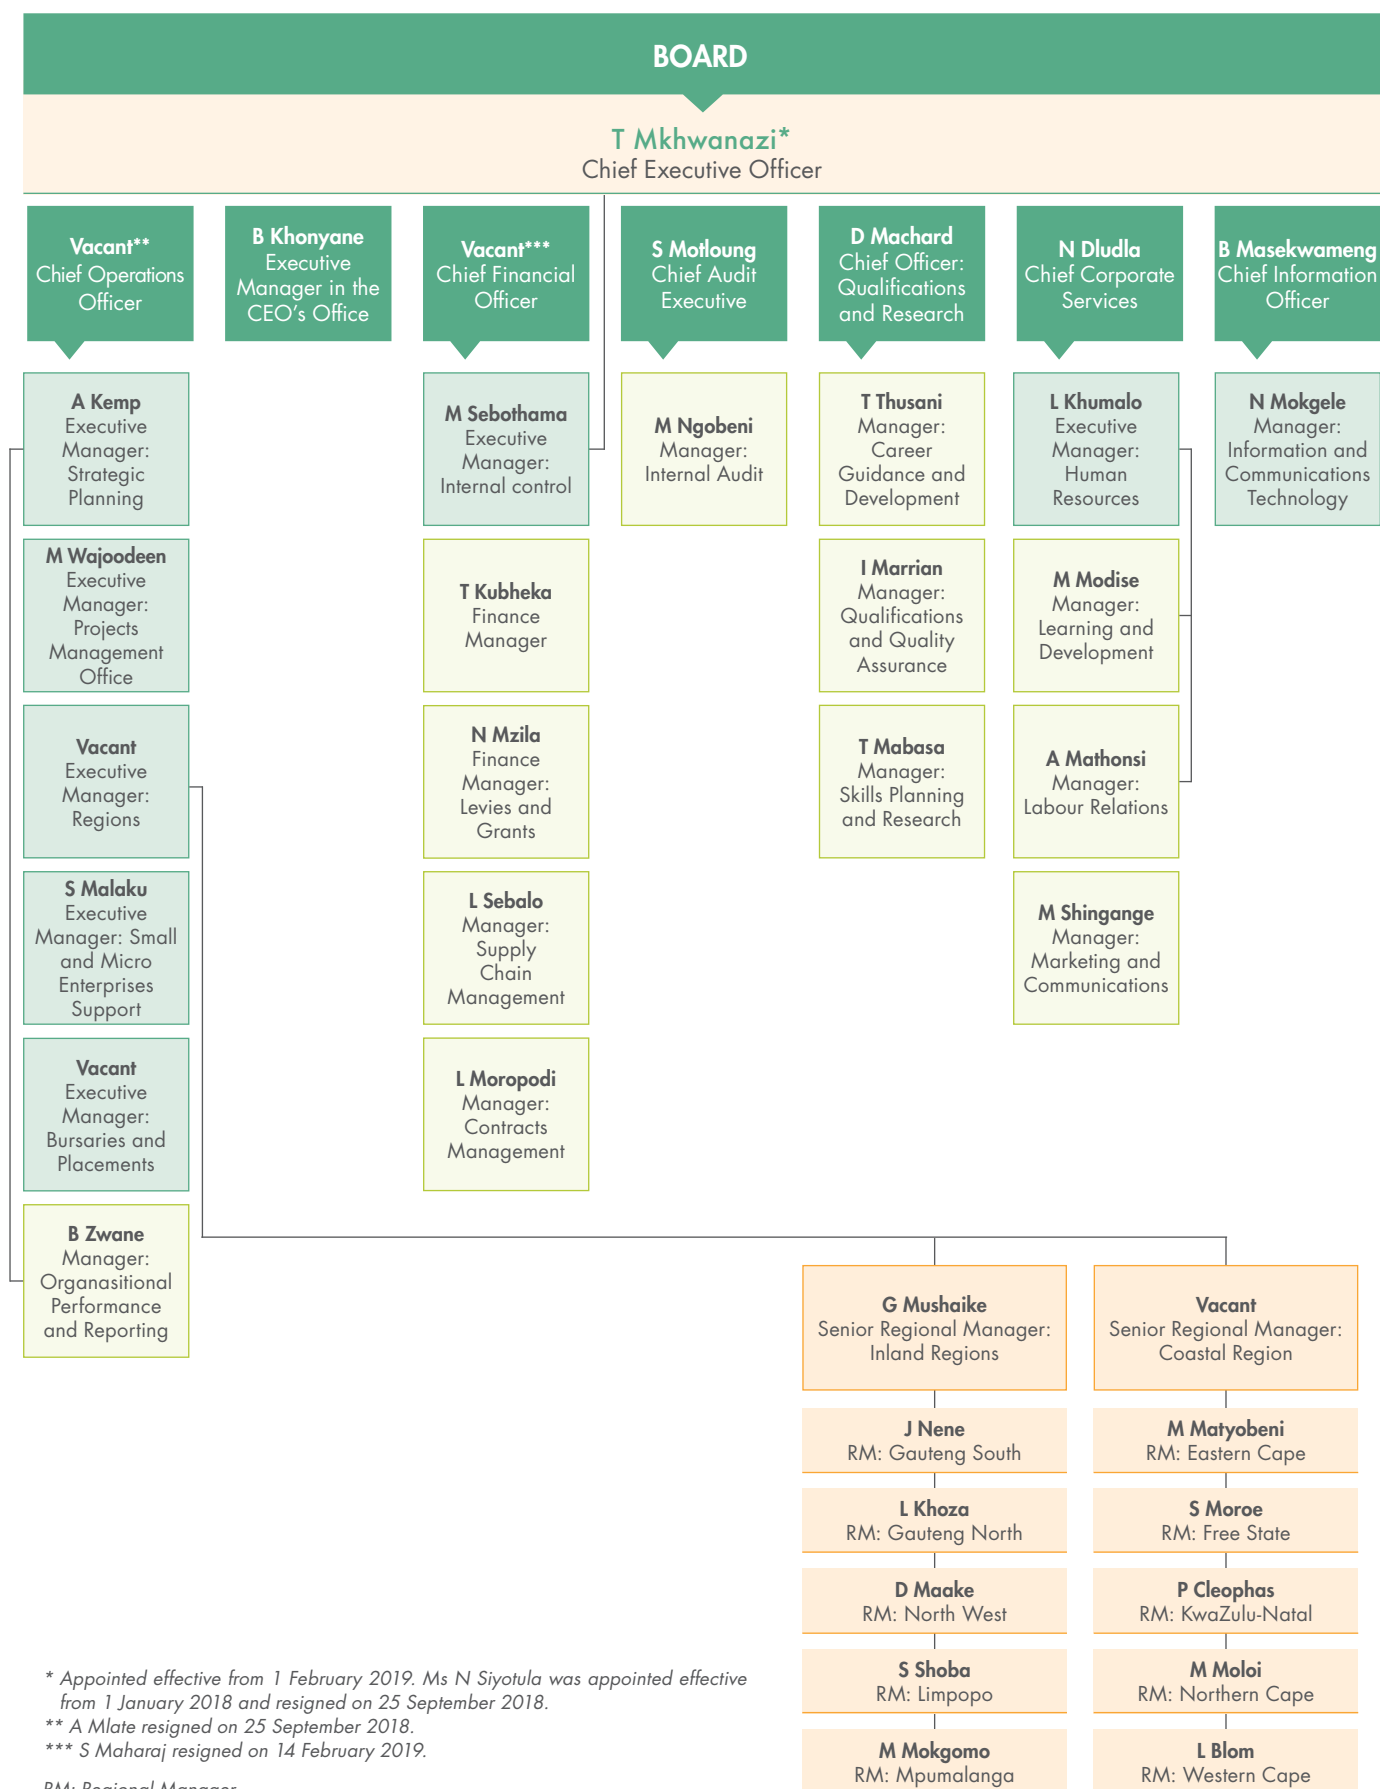 BOARD
T Mkhwanazi*
Chief Executive Officer
Vacant**
Chief Operations
Officer
B Khonyane
Executive
Manager in the
CEO's Office
Vacant***
Chief Financial
Officer
S Motloung
Chief Audit
Executive
D Machard
Chief Officer:
Qualifications
and Research
N Dludla
Chief Corporate
Services
B Masekwameng
Chief Information
Officer
A Kemp
Executive
Manager:
Strategic
Planning
M Wajoodeen
Executive
Manager:
Projects
Management
Office
Vacant
Executive
Manager:
Regions
S Malaku
Executive
Manager: Small
and Micro
Enterprises
Support
Vacant
Executive
Manager:
Bursaries and
Placements
B Zwane
Manager:
Organasitional
Performance
and Reporting
M Sebothama
Executive
Manager:
Internal control
T Kubheka
Finance
Manager
N Mzila
Finance
Manager:
Levies and
Grants
L Sebalo
Manager:
Supply
Chain
Management
L Moropodi
Manager:
Contracts
Management
M Ngobeni
Manager:
Internal Audit
T Thusani
Manager:
Career
Guidance and
Development
I Marrian
Manager:
Qualifications
and Quality
Assurance
T Mabasa
Manager:
Skills Planning
and Research
L Khumalo
Executive
Manager:
Human
Resources
M Modise
Manager:
Learning and
Development
A Mathonsi
Manager:
Labour Relations
M Shingange
Manager:
Marketing and
Communications
N Mokgele
Manager:
Information and
Communications
Technology
G Mushaike
Senior Regional Manager:
Inland Regions
J Nene
RM: Gauteng South
L Khoza
RM: Gauteng North
D Maake
RM: North West
S Shoba
RM: Limpopo
M Mokgomo
RM: Mpumalanga
Vacant
Senior Regional Manager:
Coastal Region
M Matyobeni
RM: Eastern Cape
S Moroe
RM: Free State
P Cleophas
RM: KwaZulu-Natal
M Moloi
RM: Northern Cape
L Blom
RM: Western Cape
* Appointed effective from 1 February 2019. Ms N Siyotula was appointed effective
from 1 January 2018 and resigned on 25 September 2018.
** A Mlate resigned on 25 September 2018.
*** S Maharaj resigned on 14 February 2019.
RM: Regional Manager